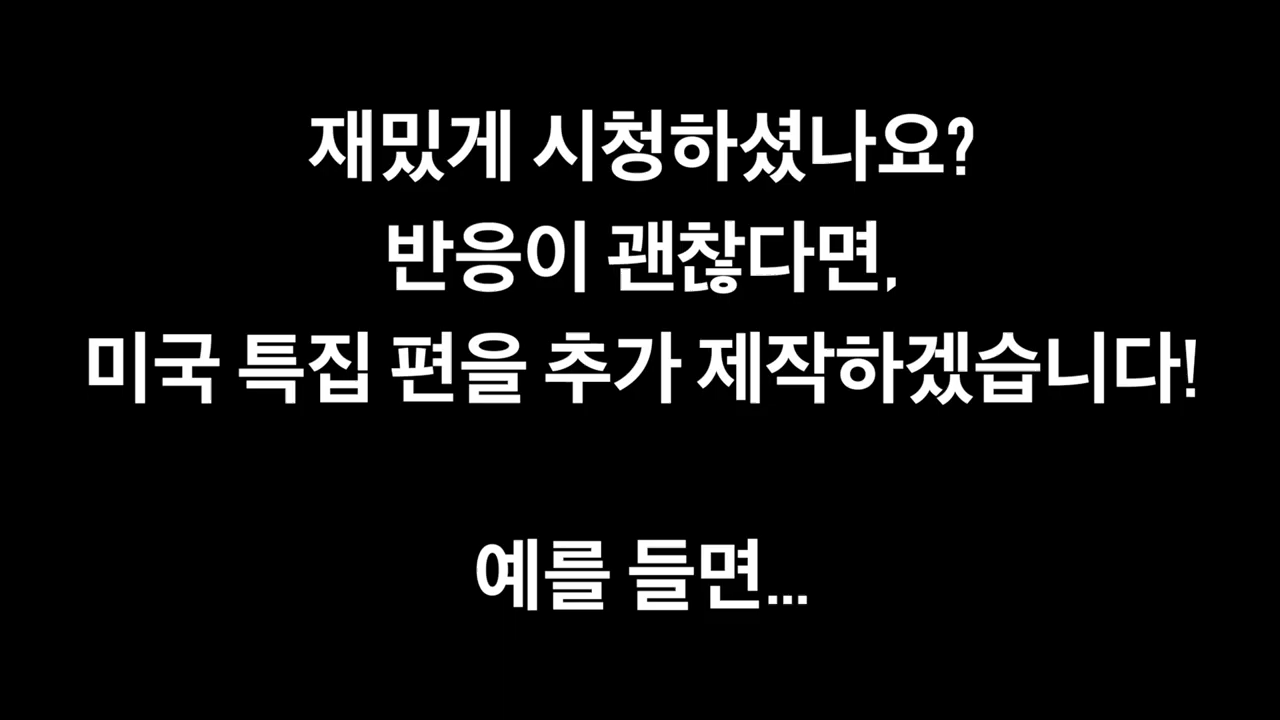 재밌게 시청하셨나요?
반응이 괜찮다면,
미국 특집 편을 추가 제작하겠습니다!
예를 들면...